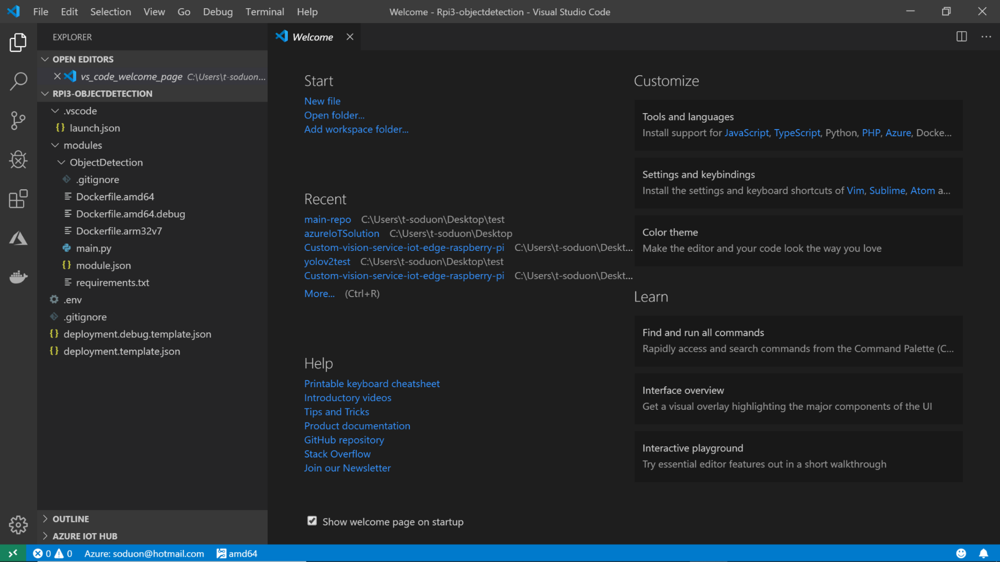 File Edit Selection View Go Debug Terminal Help
Welcome - Rpi3-objectdetection - Visual Studio Code
EXPLORER
OPEN EDITORS
vs_code_welcome_page C:\Users\t-soduon...
RPI3-OBJECTDETECTION
.vscode
{} launch.json
modules
ObjectDetection
.gitignore
Dockerfile.amd64
Dockerfile.amd64.debug
Dockerfile.arm32v7
main.py
{} module.json
requirements.txt
.env
.gitignore
{} deployment.debug.template.json
{} deployment.template.json
OUTLINE
AZURE IOT HUB
Welcome
Start
New file
Open folder...
Add workspace folder...
Recent
main-repo C:\Users\t-soduon\Desktop\test
azureIoTSolution C:\Users\t-soduon\Desktop
Custom-vision-service-iot-edge-raspberry-pi C:\Users\t-soduon\Deskt...
yolov2test C:\Users\t-soduon\Desktop\test
Custom-vision-service-iot-edge-raspberry-pi C:\Users\t-soduon\Deskt...
More... (Ctrl+R)
Help
Printable keyboard cheatsheet
Introductory videos
Tips and Tricks
Product documentation
GitHub repository
Stack Overflow
Join our Newsletter
Show welcome page on startup
Customize
Tools and languages
Install support for JavaScript, TypeScript, Python, PHP, Azure, Docke...
Settings and keybindings
Install the settings and keyboard shortcuts of Vim, Sublime, Atom a...
Color theme
Make the editor and your code look the way you love
Learn
Find and run all commands
Rapidly access and search commands from the Command Palette (C...
Interface overview
Get a visual overlay highlighting the major components of the UI
Interactive playground
Try essential editor features out in a short walkthrough
0 0 Azure: soduon@hotmail.com amd64